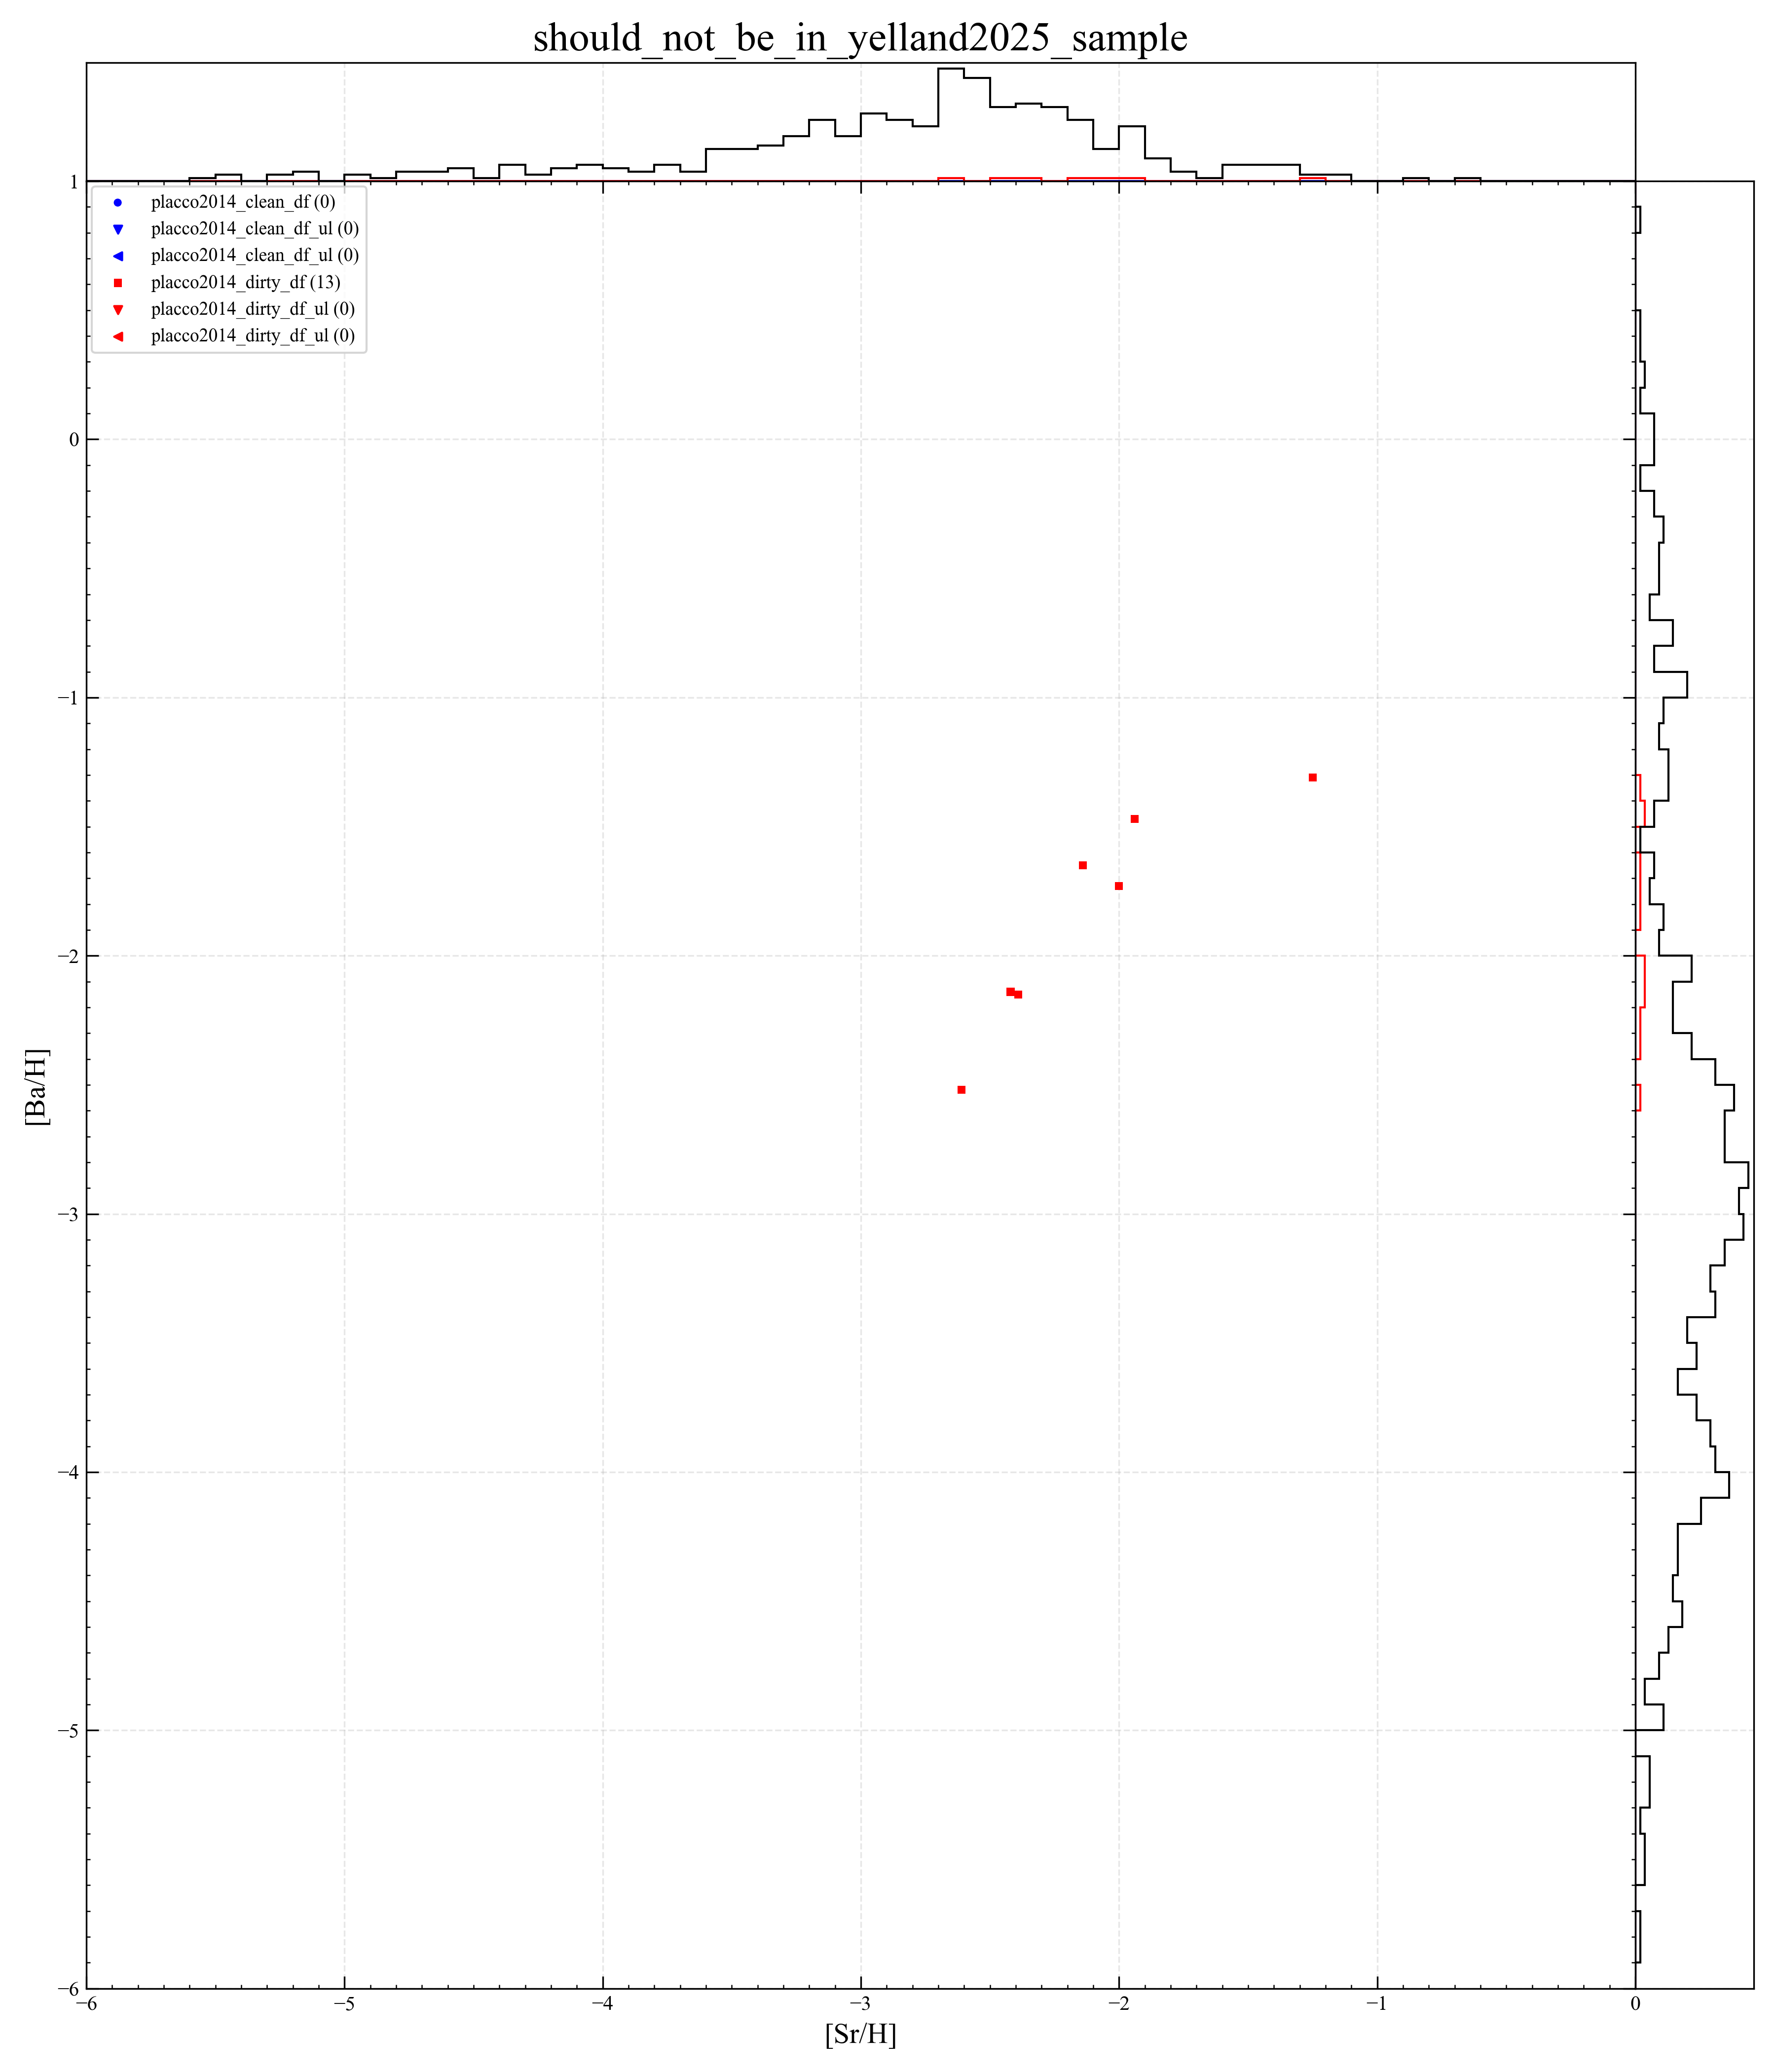 should_not_be_in_yelland2025_sample
placco2014_clean_df (0)
placco2014_clean_df_ul (0)
placco2014_clean_df_ul (0)
placco2014_dirty_df (13)
placco2014_dirty_df_ul (0)
placco2014_dirty_df_ul (0)
1
0
−1
−2
−3
−4
−5
−6
[Ba/H]
−6 −5 −4 −3 −2 −1 0
[Sr/H]